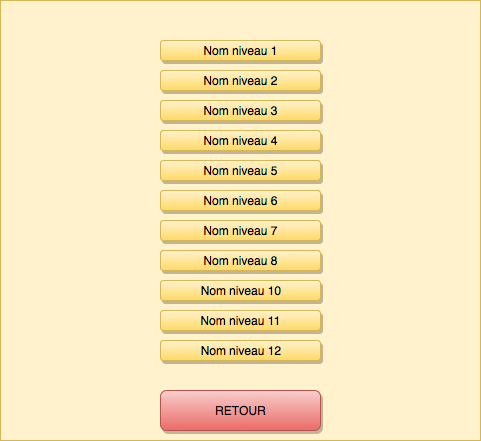 Nom niveau 1
Nom niveau 2
Nom niveau 3
Nom niveau 4
Nom niveau 5
Nom niveau 6
Nom niveau 7
Nom niveau 8
Nom niveau 10
Nom niveau 11
Nom niveau 12
RETOUR